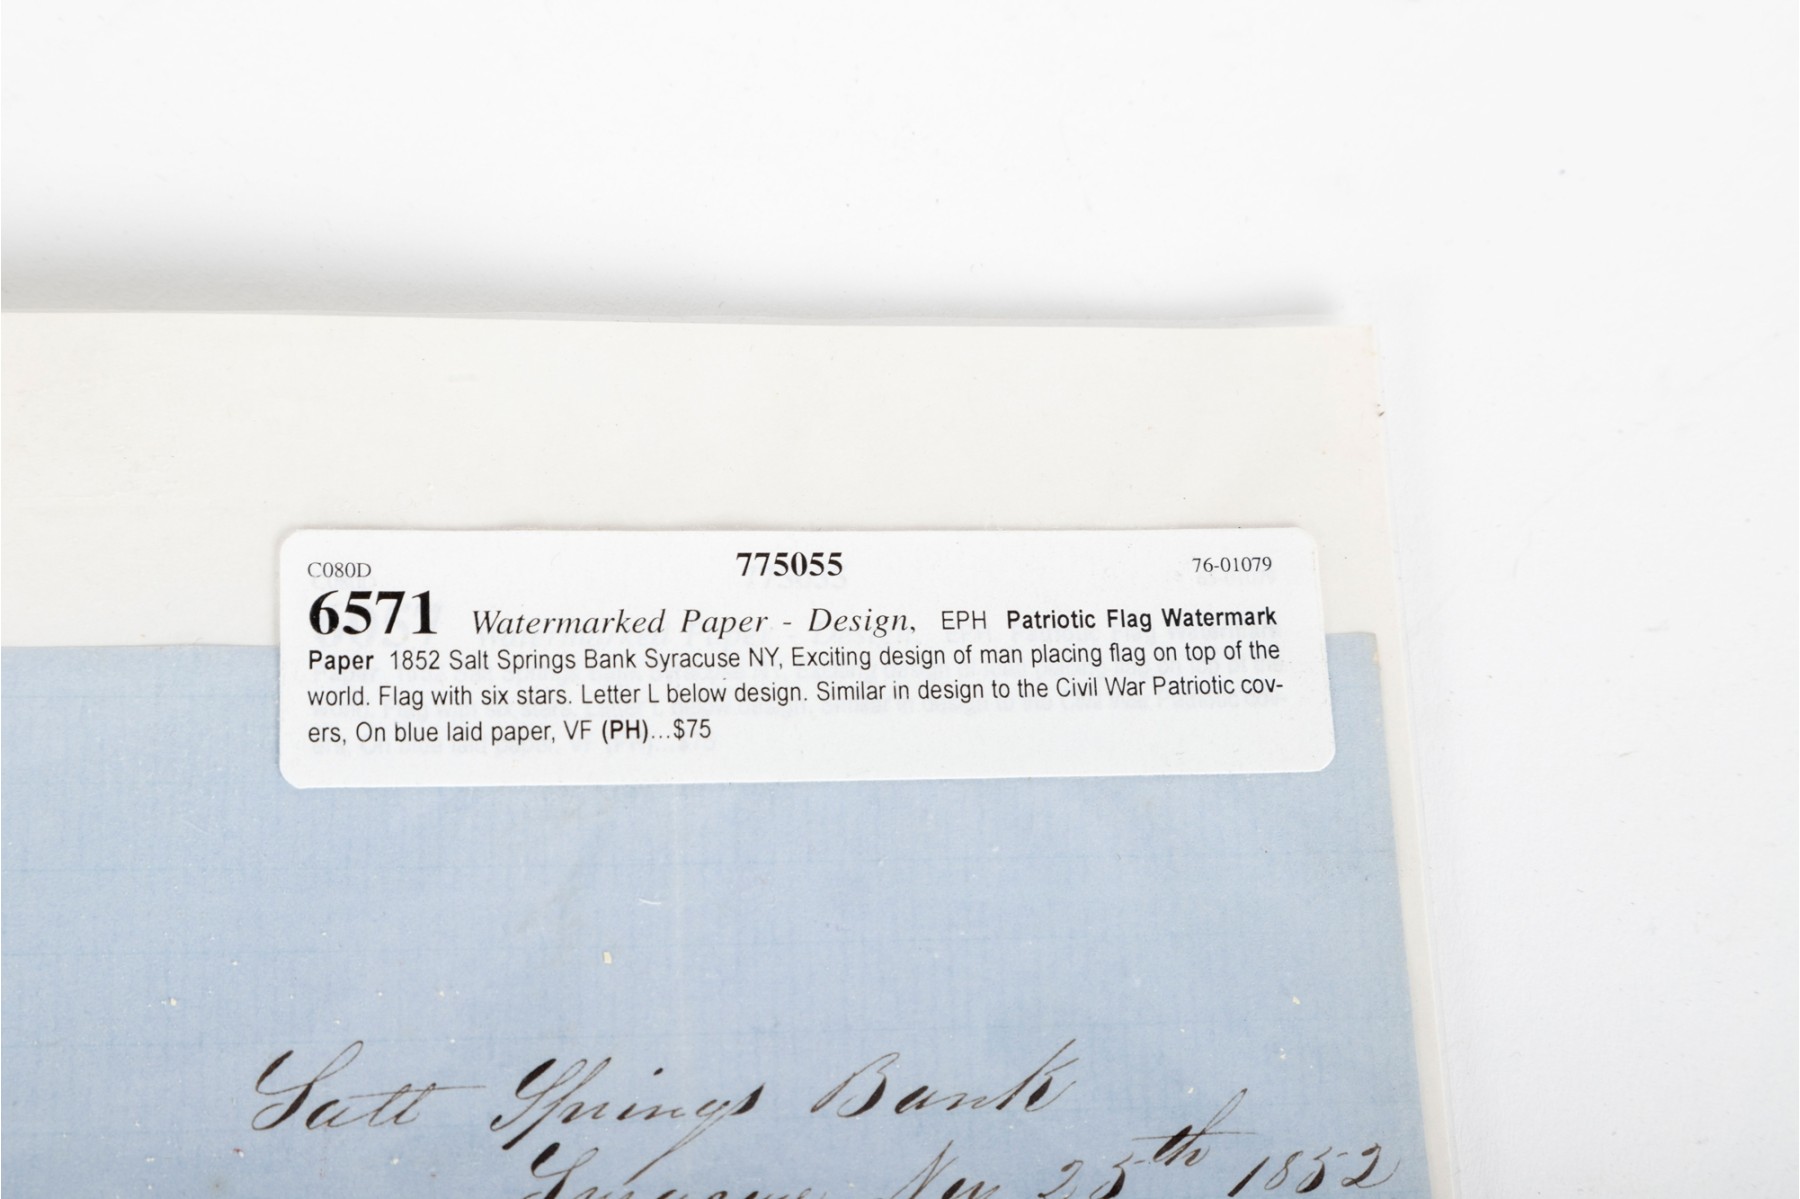 C080D 775055 76-01079
6571 Watermarked Paper - Design, EPH Patriotic Flag Watermark
Paper 1852 Salt Springs Bank Syracuse NY, Exciting design of man placing flag on top of the
world. Flag with six stars. Letter L below design. Similar in design to the Civil War Patriotic cov-
ers, On blue laid paper, VF (PH)...$75
Salt Springs Bank
Syracuse 25th 1852